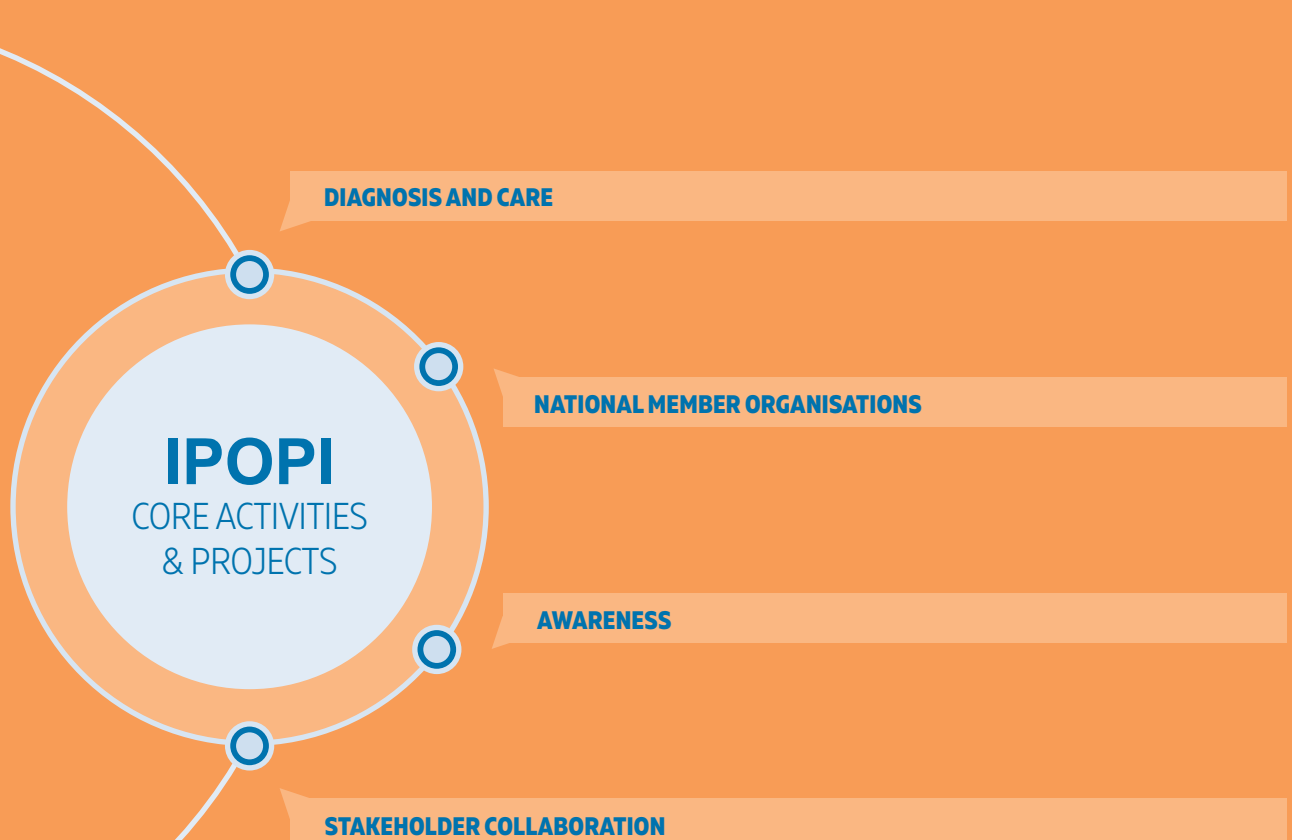 DIAGNOSIS AND CARE
NATIONAL MEMBER ORGANISATIONS
IPOPI
CORE ACTIVITIES
& PROJECTS
AWARENESS
STAKEHOLDER COLLABORATION